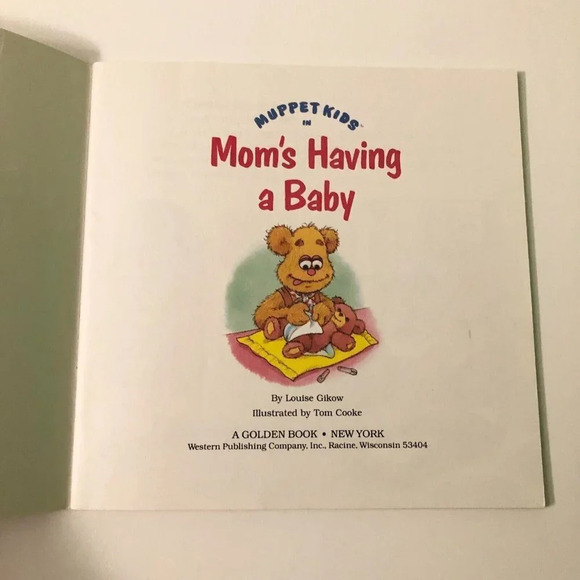 MUPPET KIDS™
IN
Mom's Having
a Baby
By Louise Gikow
Illustrated by Tom Cooke
A GOLDEN BOOK • NEW YORK
Western Publishing Company, Inc., Racine, Wisconsin 53404